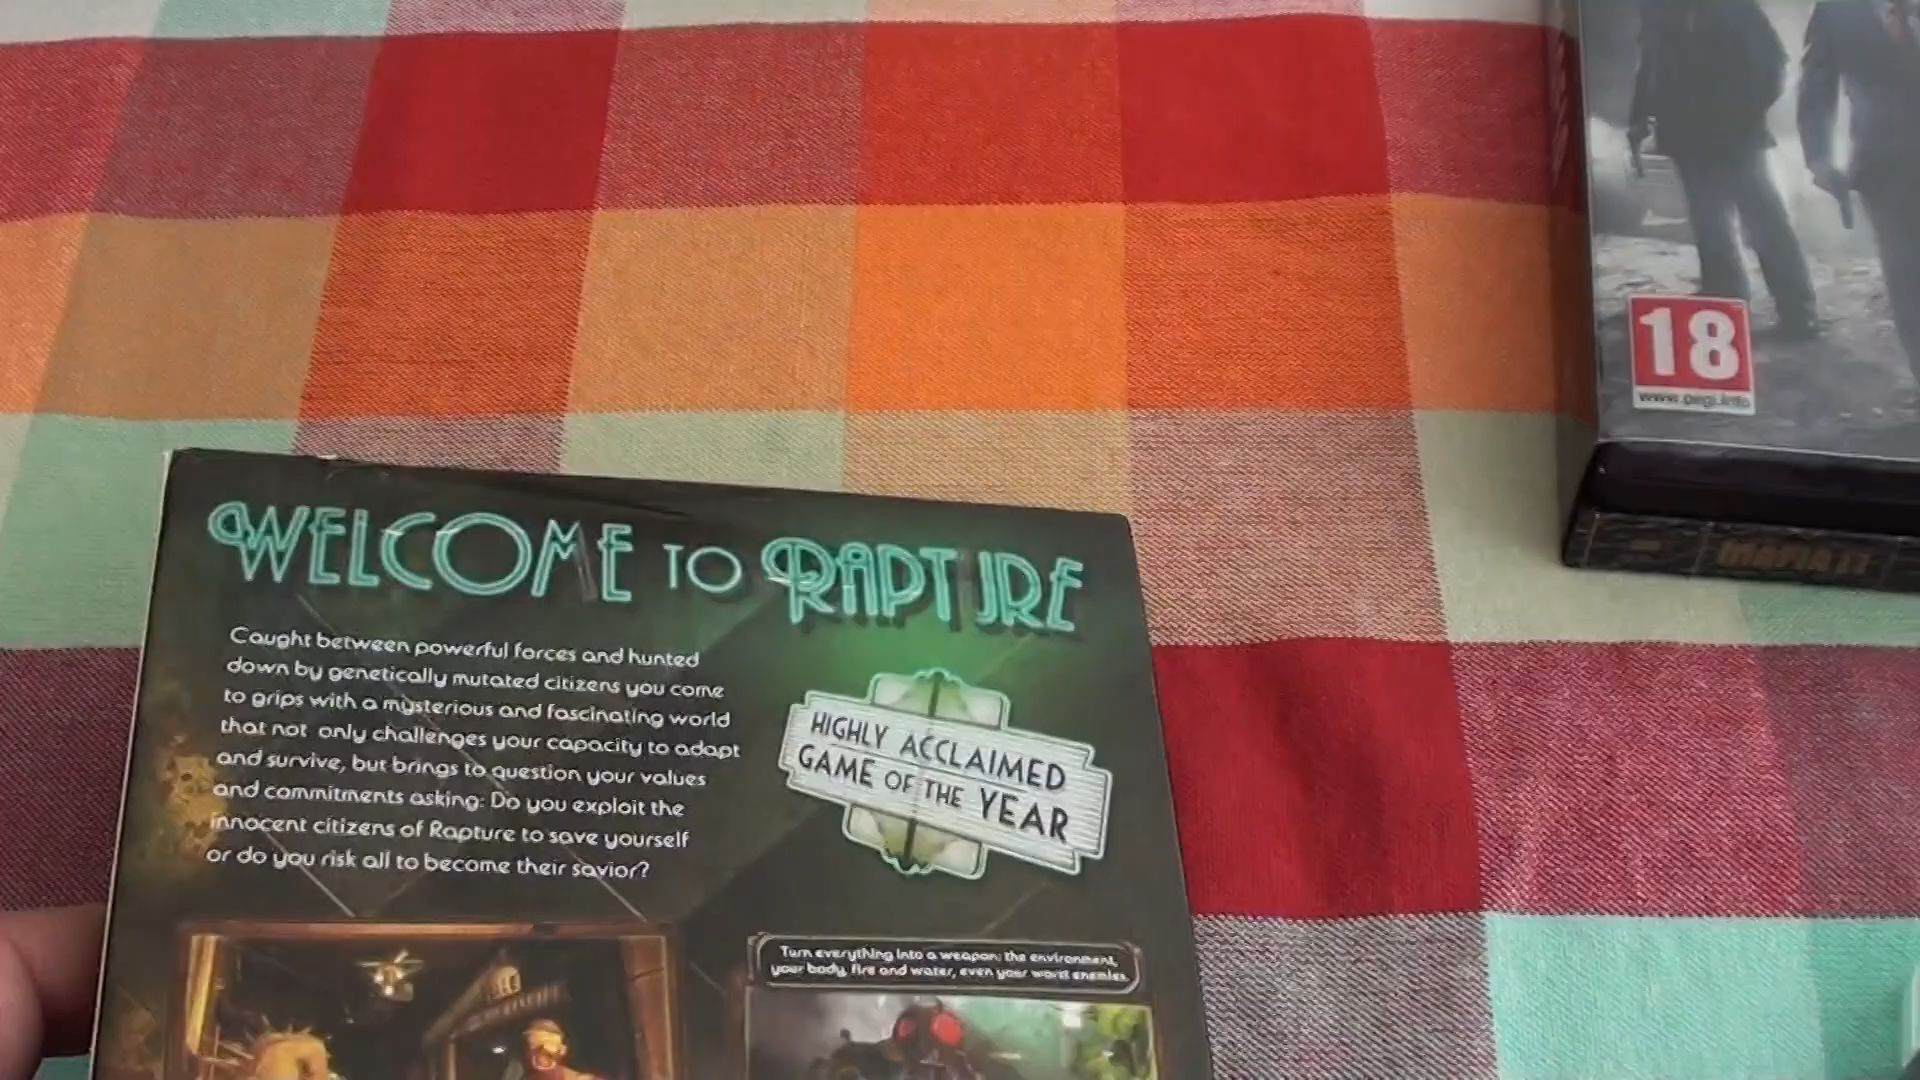 18
www.pegi.info
MAFIA II
WELCOME TO RAPTURE
Caught between powerful forces and hunted
down by genetically mutated citizens you come
to grips with a mysterious and fascinating world
that not only challenges your capacity to adapt
and survive, but brings to question your values
and commitments asking: Do you exploit the
innocent citizens of Rapture to save yourself
or do you risk all to become their savior?
HIGHLY ACCLAIMED
GAME OF THE YEAR
Turn everything into a weapon: the environment,
your body, fire and water, even your worst enemies.